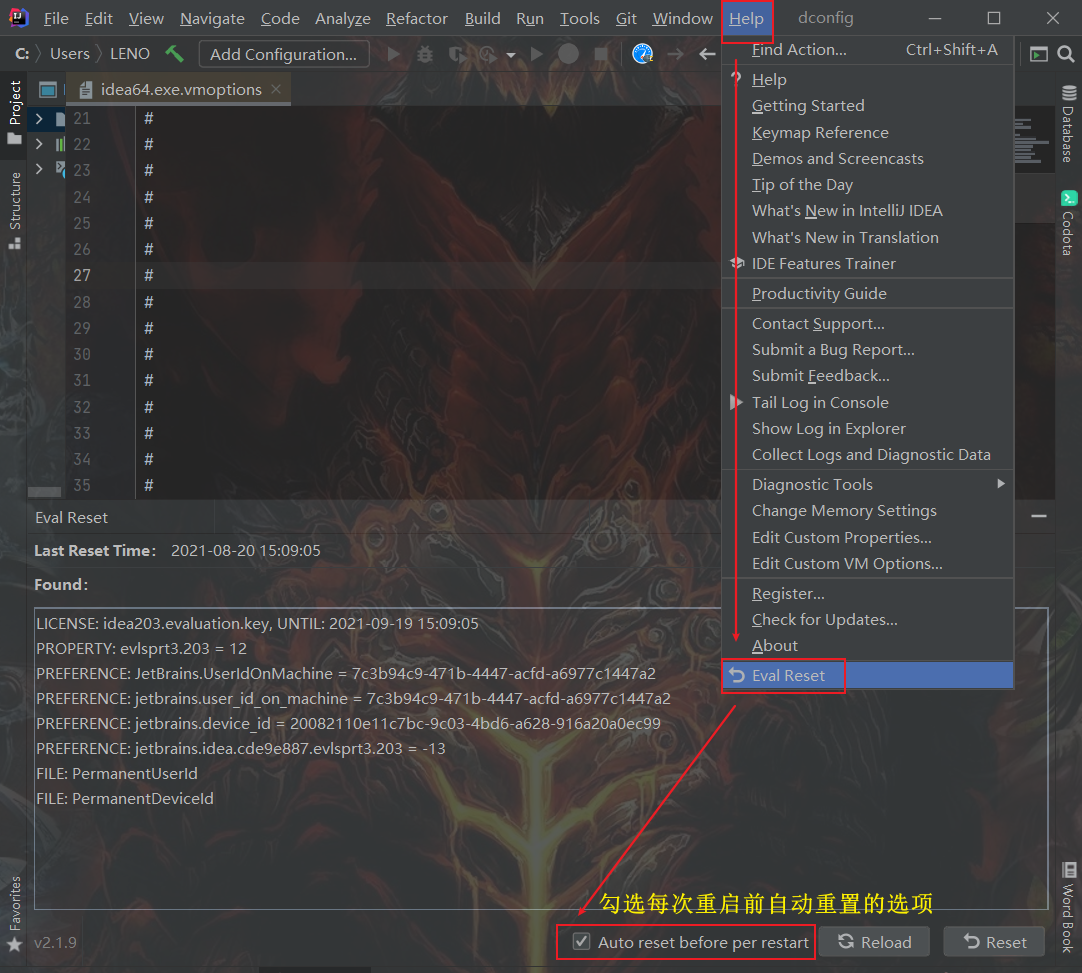 File Edit View Navigate Code Analyze Refactor Build Run Tools Git Window Help dconfig
C: Users LENO Add Configuration...
idea64.exe.vmoptions
Project
Structure
Favorites
Database
Codota
Word Book
21 #
22 #
23 #
24 #
25 #
26 #
27 #
28 #
29 #
30 #
31 #
32 #
33 #
34 #
35 #
Find Action... Ctrl+Shift+A
? Help
Getting Started
Keymap Reference
Demos and Screencasts
Tip of the Day
What's New in IntelliJ IDEA
What's New in Translation
IDE Features Trainer
Productivity Guide
Contact Support...
Submit a Bug Report...
Submit Feedback...
Tail Log in Console
Show Log in Explorer
Collect Logs and Diagnostic Data
Diagnostic Tools
Change Memory Settings
Edit Custom Properties...
Edit Custom VM Options...
Register...
Check for Updates...
About
Eval Reset
Eval Reset
Last Reset Time: 2021-08-20 15:09:05
Found:
LICENSE: idea203.evaluation.key, UNTIL: 2021-09-19 15:09:05
PROPERTY: evlsprt3.203 = 12
PREFERENCE: JetBrains.UserIdOnMachine = 7c3b94c9-471b-4447-acfd-a6977c1447a2
PREFERENCE: jetbrains.user_id_on_machine = 7c3b94c9-471b-4447-acfd-a6977c1447a2
PREFERENCE: jetbrains.device_id = 20082110e11c7bc-9c03-4bd6-a628-916a20a0ec99
PREFERENCE: jetbrains.idea.cde9e887.evlsprt3.203 = -13
FILE: PermanentUserId
FILE: PermanentDeviceId
勾选每次重启前自动重置的选项
v2.1.9 Auto reset before per restart Reload Reset